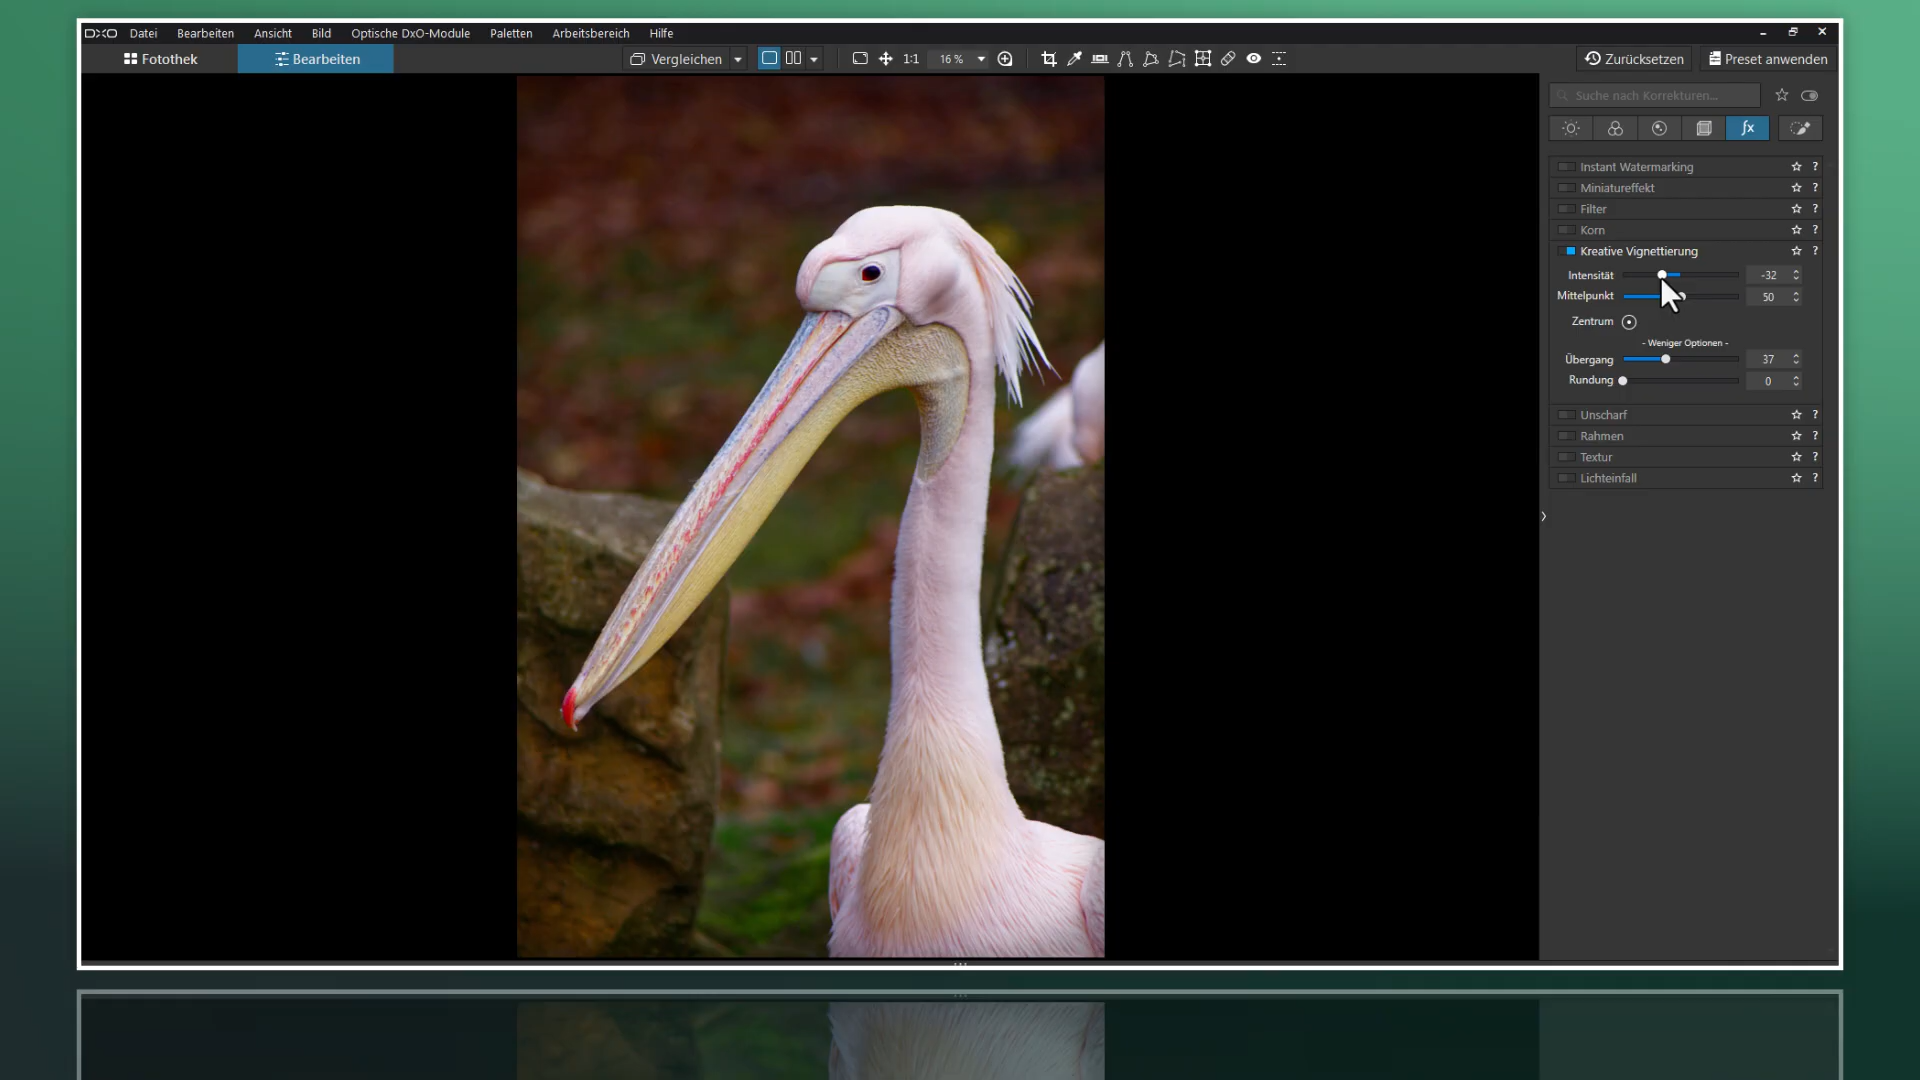 DXO Datei Bearbeiten Ansicht Bild Optische DxO-Module Paletten Arbeitsbereich Hilfe
Fotothek Bearbeiten Vergleichen 1:1 16 % Zurücksetzen Preset anwenden
Suche nach Korrekturen...
fx
Instant Watermarking ?
Miniatureffekt ?
Filter ?
Korn ?
Kreative Vignettierung ?
Intensität -32
Mittelpunkt 50
Zentrum
- Weniger Optionen -
Übergang 37
Rundung 0
Unscharf ?
Rahmen ?
Textur ?
Lichteinfall ?